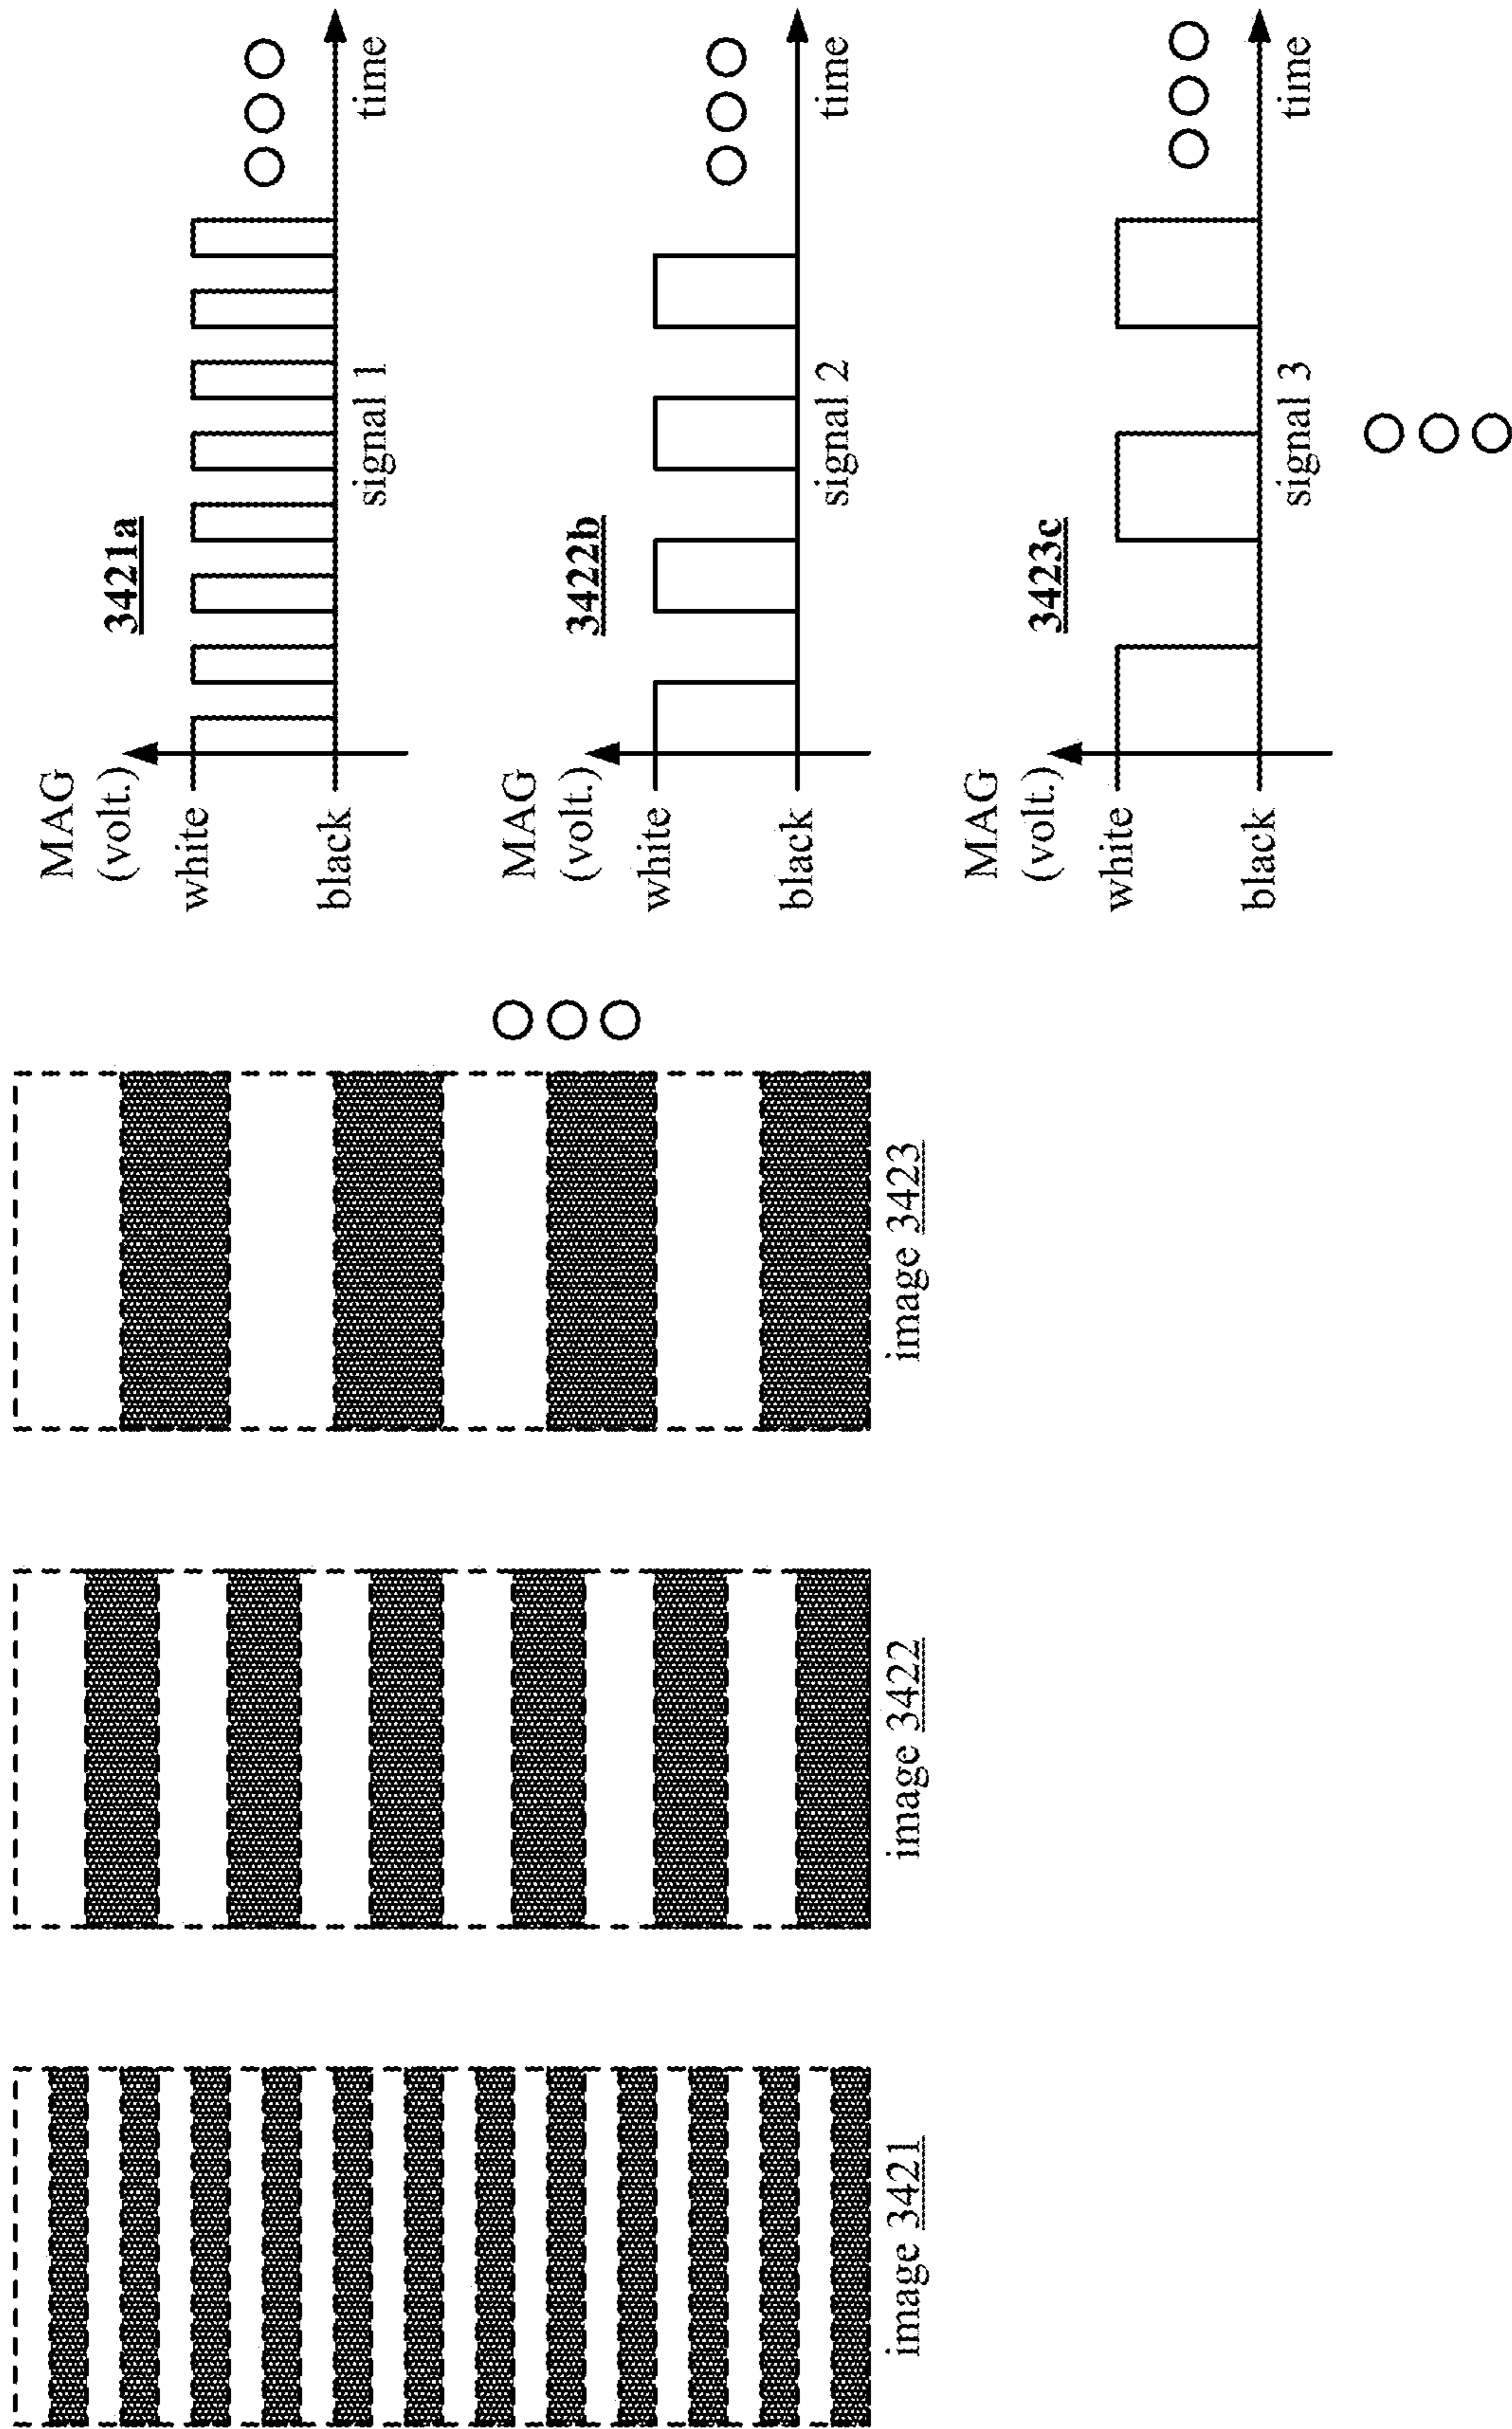 image 3421
image 3422
image 3423
MAG
(volt.)
white
black
3421a
signal 1
time
MAG
(volt.)
white
black
3422b
signal 2
time
MAG
(volt.)
white
black
3423c
signal 3
time